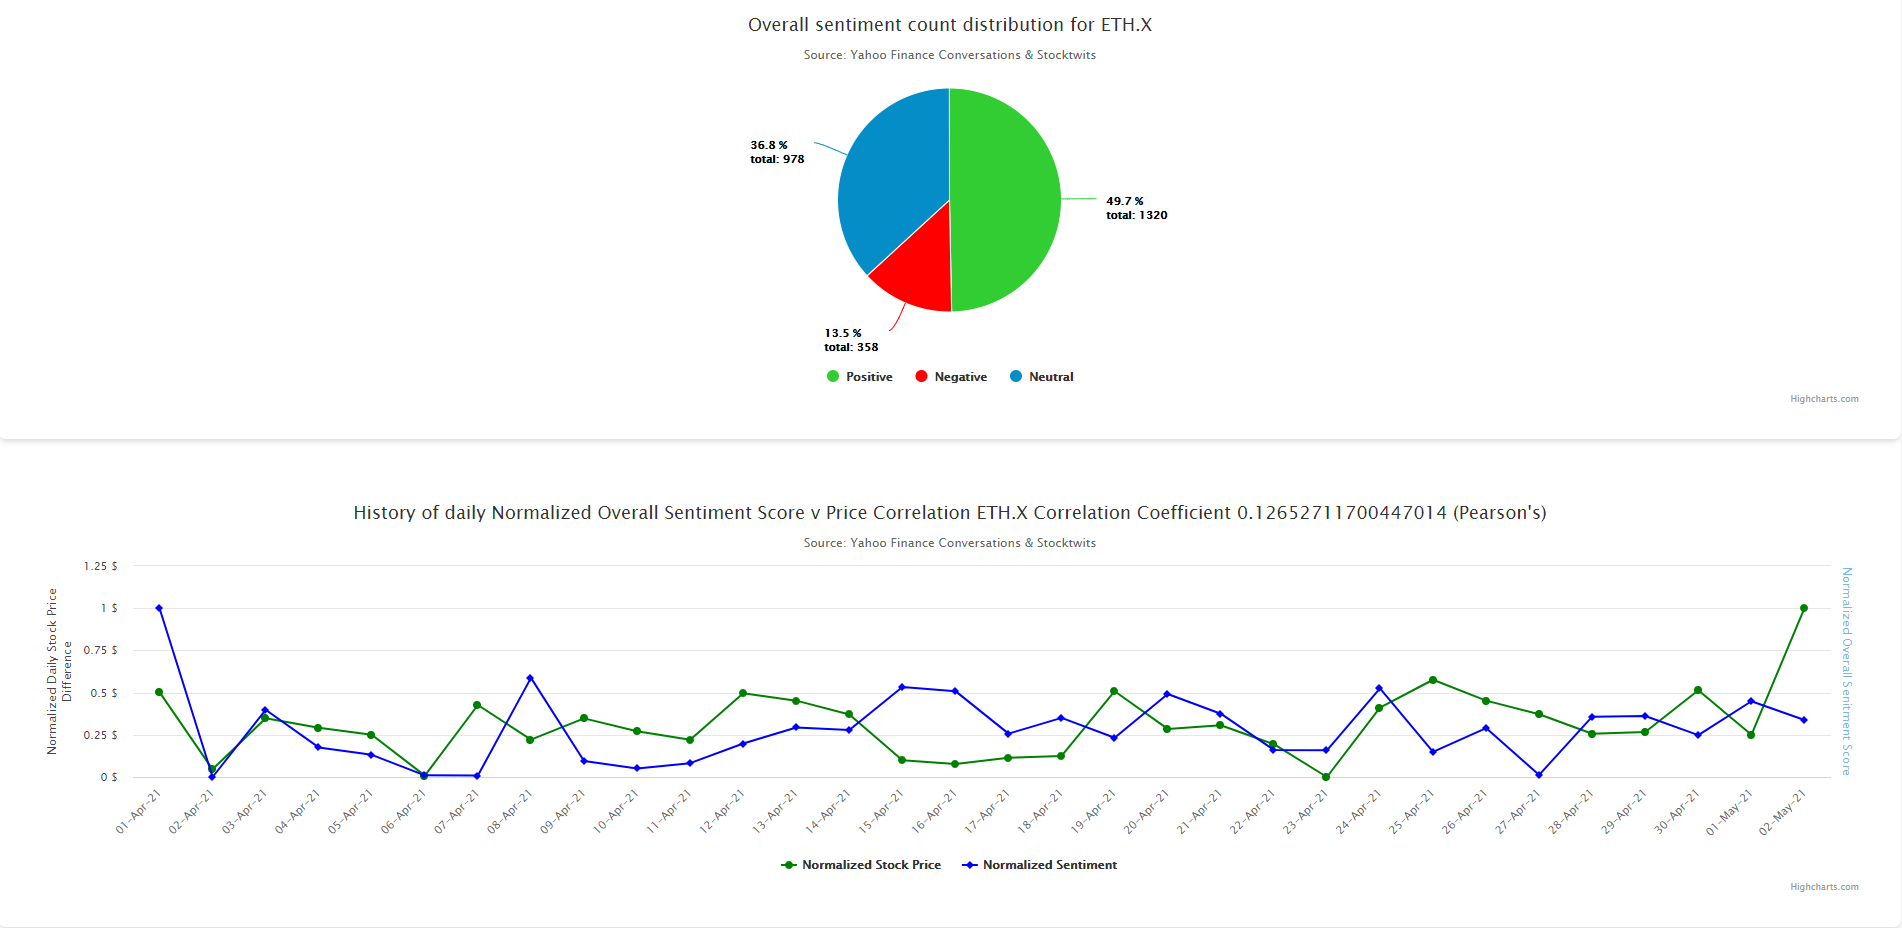 Overall sentiment count distribution for ETH.X
Source: Yahoo Finance Conversations & Stocktwits
36.8 %
total: 978
49.7 %
total: 1320
13.5 %
total: 358
Positive Negative Neutral
Highcharts.com
History of daily Normalized Overall Sentiment Score v Price Correlation ETH.X Correlation Coefficient 0.12652711700447014 (Pearson's)
Source: Yahoo Finance Conversations & Stocktwits
Normalized Daily Stock Price
Difference
1.25 $
1 $
0.75 $
0.5 $
0.25 $
0 $
Normalized Overall Senitment Score
01-Apr-21
02-Apr-21
03-Apr-21
04-Apr-21
05-Apr-21
06-Apr-21
07-Apr-21
08-Apr-21
09-Apr-21
10-Apr-21
11-Apr-21
12-Apr-21
13-Apr-21
14-Apr-21
15-Apr-21
16-Apr-21
17-Apr-21
18-Apr-21
19-Apr-21
20-Apr-21
21-Apr-21
22-Apr-21
23-Apr-21
24-Apr-21
25-Apr-21
26-Apr-21
27-Apr-21
28-Apr-21
29-Apr-21
30-Apr-21
01-May-21
02-May-21
Normalized Stock Price Normalized Sentiment
Highcharts.com